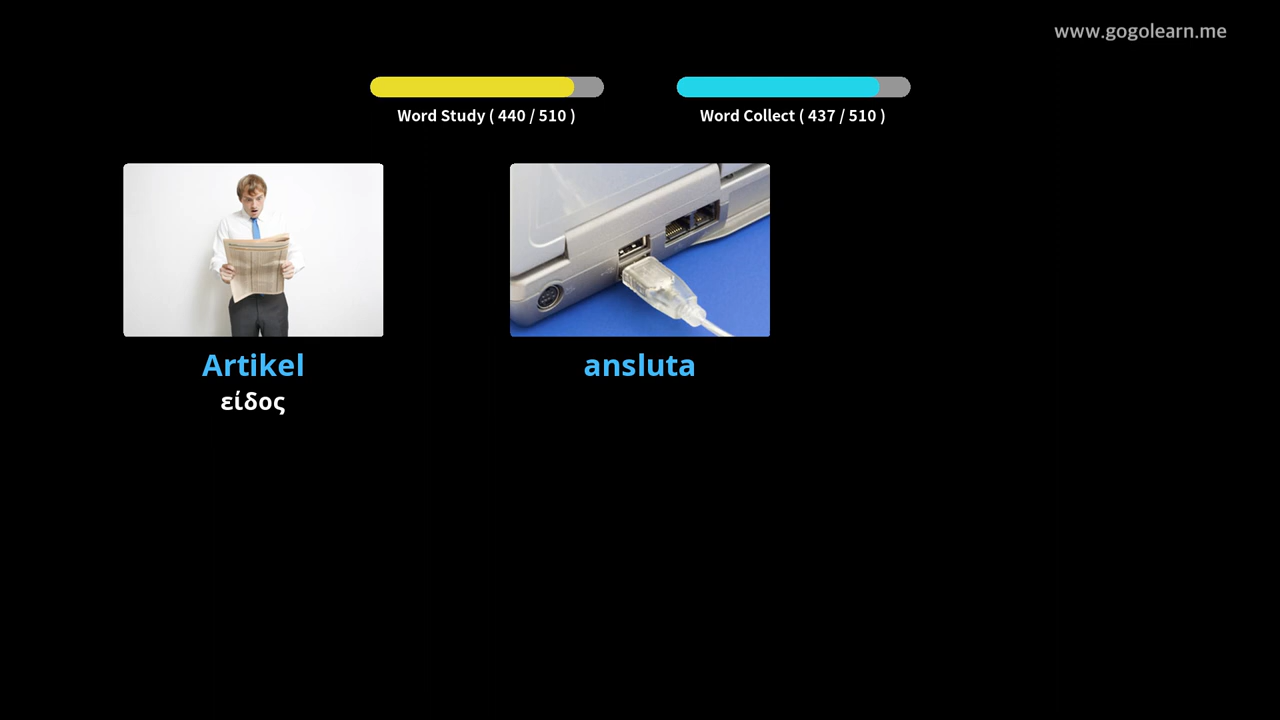 www.gogolearn.me
Word Study ( 440 / 510 )
Word Collect ( 437 / 510 )
Artikel
ansluta
είδος